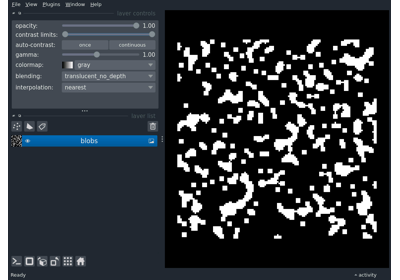 File View Plugins Window Help
layer controls
opacity: 1.00
contrast limits:
auto-contrast: once continuous
gamma: 1.00
colormap: gray
blending: translucent_no_depth
interpolation: nearest
layer list
blobs
Ready activity